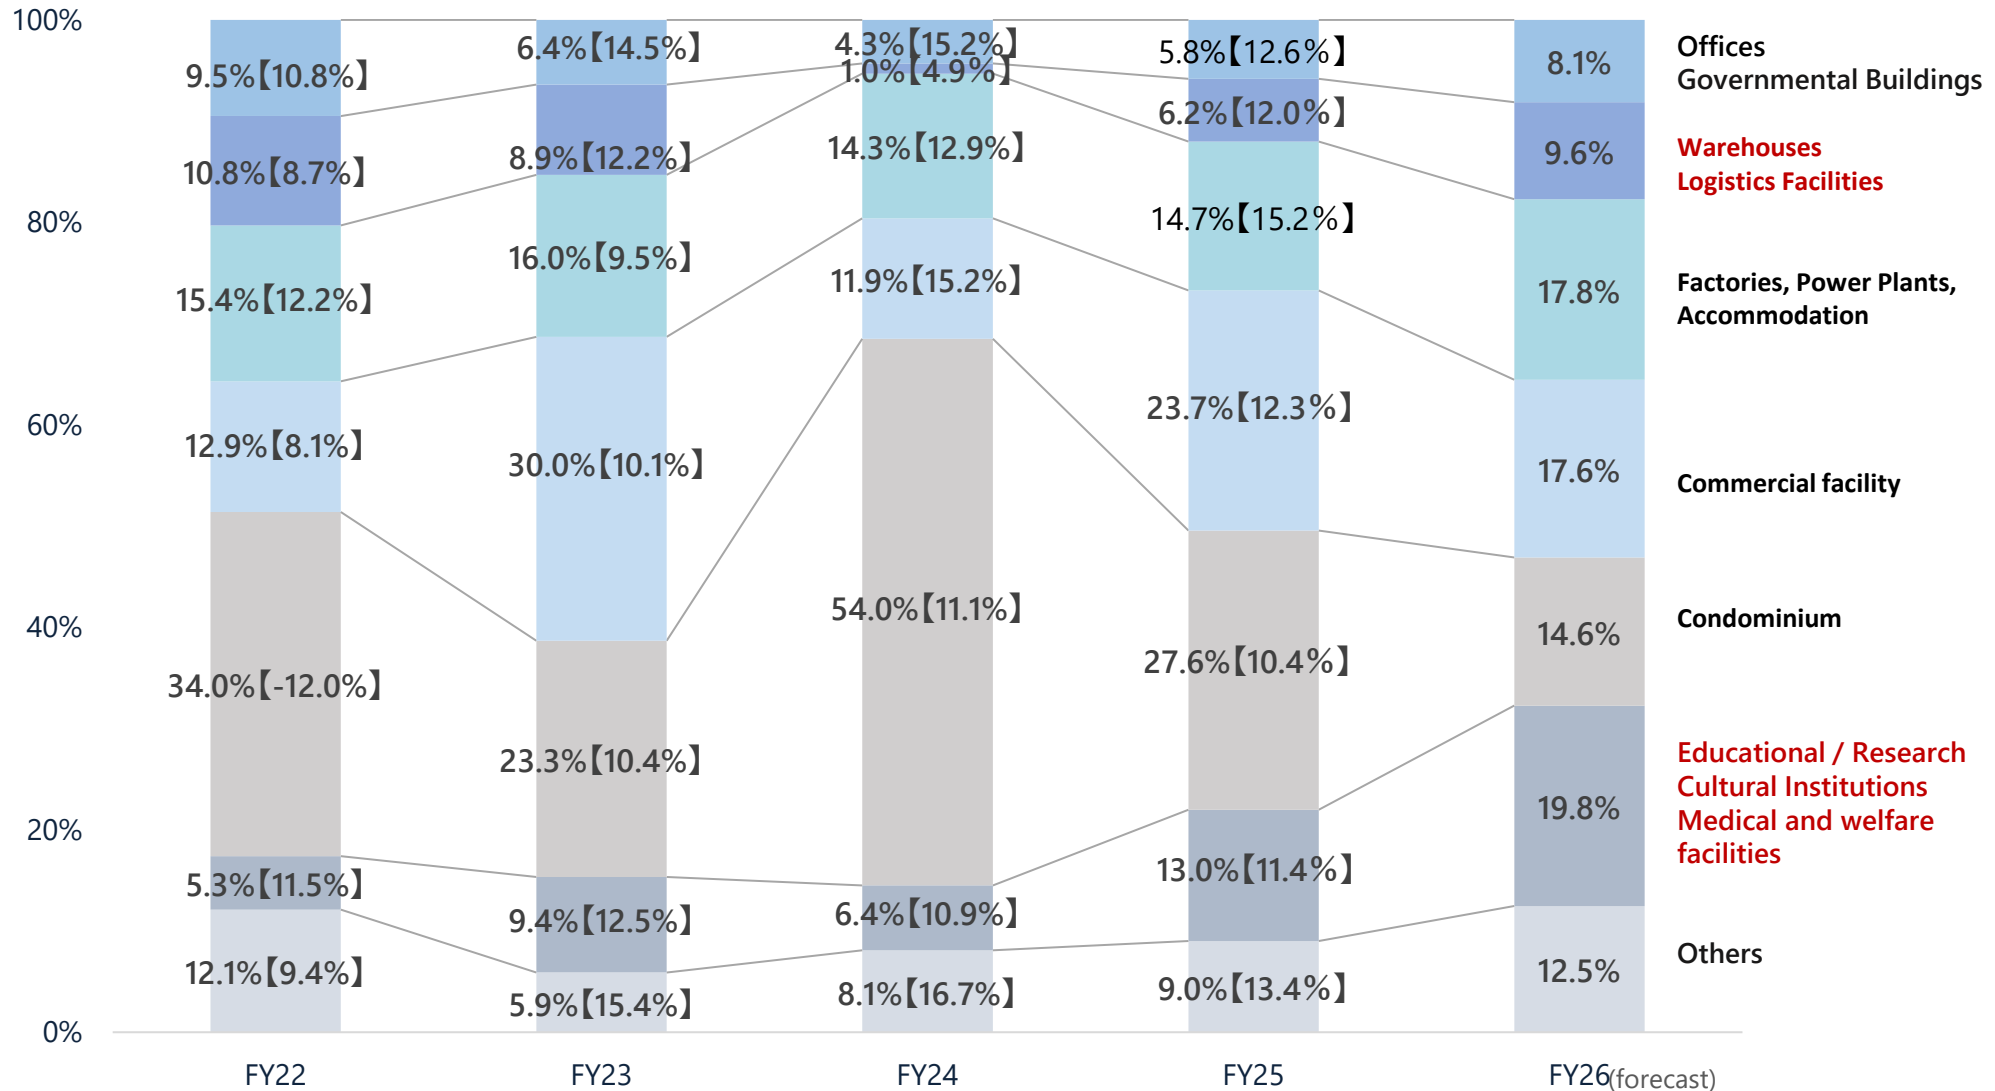 100%
80%
60%
40%
20%
0%
9.5%【10.8%】
10.8%【8.7%】
15.4%【12.2%】
12.9%【8.1%】
34.0%【-12.0%】
5.3%【11.5%】
12.1%【9.4%】
6.4%【14.5%】
8.9%【12.2%】
16.0%【9.5%】
30.0%【10.1%】
23.3%【10.4%】
9.4%【12.5%】
5.9%【15.4%】
4.3%【15.2%】
1.0%【4.9%】
14.3%【12.9%】
11.9%【15.2%】
54.0%【11.1%】
6.4%【10.9%】
8.1%【16.7%】
5.8%【12.6%】
6.2%【12.0%】
14.7%【15.2%】
23.7%【12.3%】
27.6%【10.4%】
13.0%【11.4%】
9.0%【13.4%】
8.1%
9.6%
17.8%
17.6%
14.6%
19.8%
12.5%
Offices
Governmental Buildings
Warehouses
Logistics Facilities
Factories, Power Plants,
Accommodation
Commercial facility
Condominium
Educational / Research
Cultural Institutions
Medical and welfare
facilities
Others
FY22
FY23
FY24
FY25
FY26(forecast)